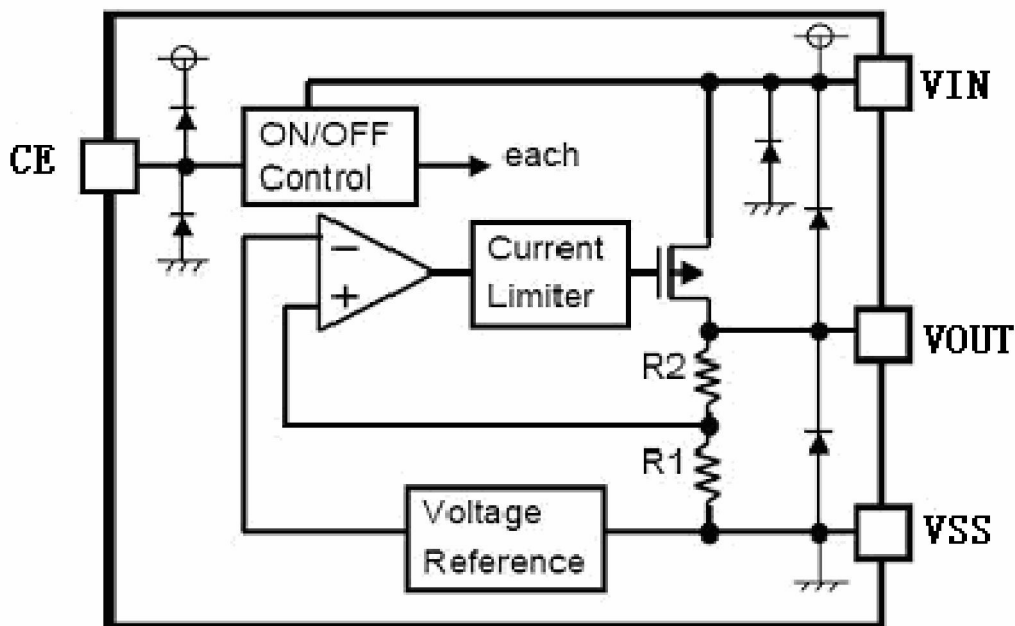 VIN
ON/OFF
Control
each
CE
−
+
Current
Limiter
VOUT
R2
R1
Voltage
Reference
VSS